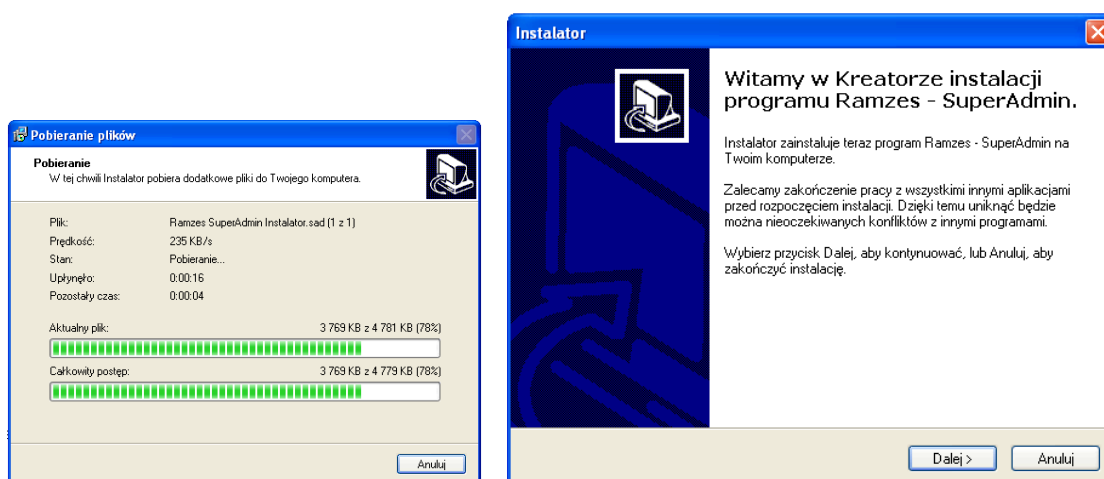 Pobieranie plików
Pobieranie
W tej chwili Instalator pobiera dodatkowe pliki do Twojego komputera.
Plik: Ramzes SuperAdmin Instalator.sad (1 z 1)
Prędkość: 235 KB/s
Stan: Pobieranie...
Upłynęło: 0:00:16
Pozostały czas: 0:00:04
Aktualny plik: 3 769 KB z 4 781 KB (78%)
Całkowity postęp: 3 769 KB z 4 779 KB (78%)
Anuluj
Instalator
Witamy w Kreatorze instalacji
programu Ramzes - SuperAdmin.
Instalator zainstaluje teraz program Ramzes - SuperAdmin na
Twoim komputerze.
Zalecamy zakończenie pracy z wszystkimi innymi aplikacjami
przed rozpoczęciem instalacji. Dzięki temu uniknąć będzie
można nieoczekiwanych konfliktów z innymi programami.
Wybierz przycisk Dalej, aby kontynuować, lub Anuluj, aby
zakończyć instalację.
Dalej >
Anuluj